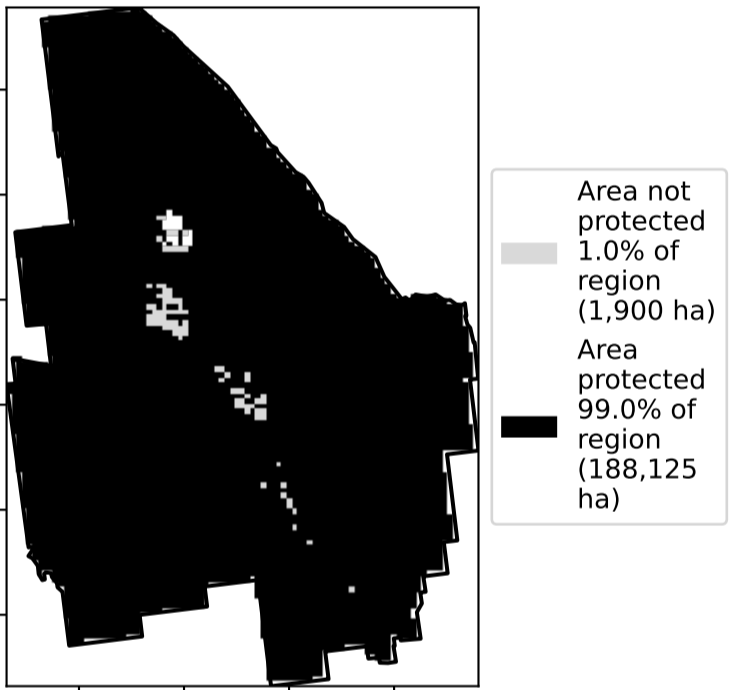 Area not
protected
1.0% of
region
(1,900 ha)
Area
protected
99.0% of
region
(188,125
ha)